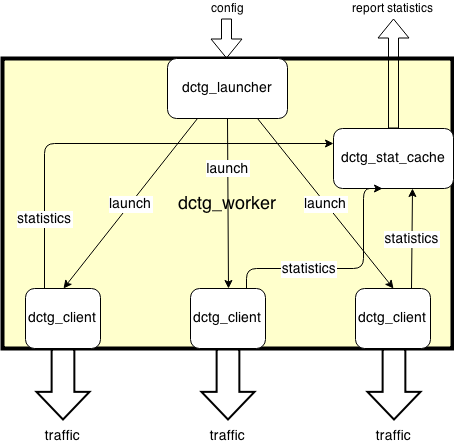 config
report statistics
dctg_launcher
dctg_stat_cache
launch
launch
launch
dctg_worker
statistics
statistics
statistics
dctg_client
dctg_client
dctg_client
traffic
traffic
traffic